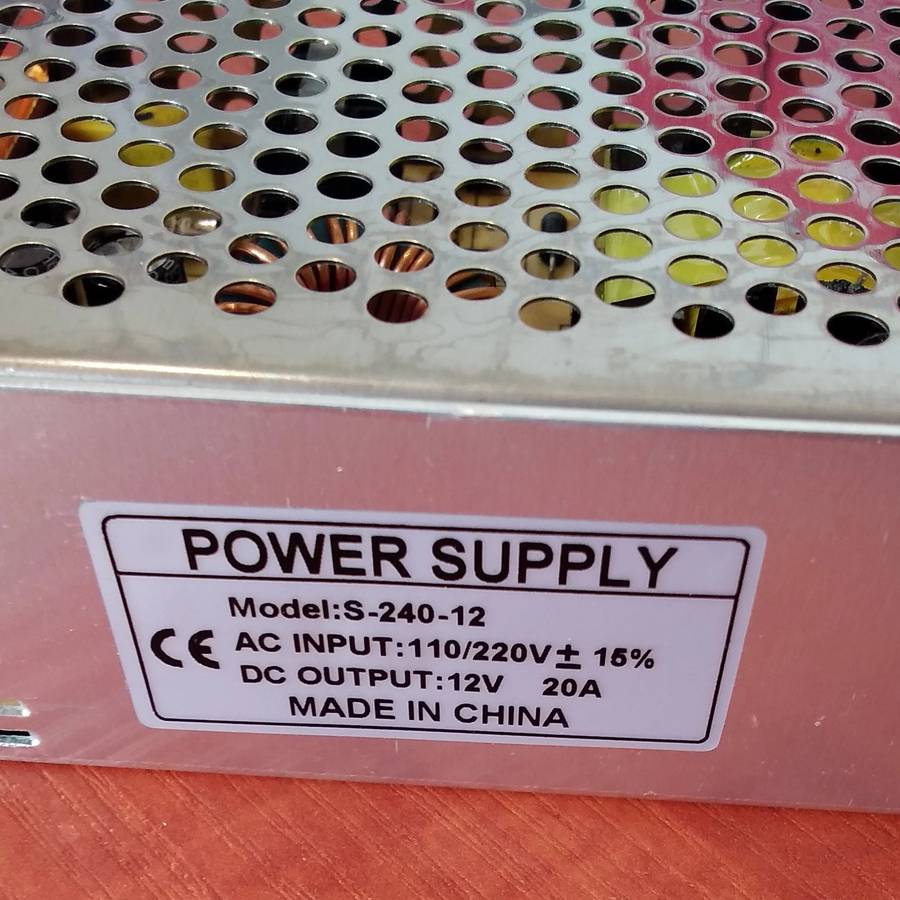 POWER SUPPLY
Model:S-240-12
CE AC INPUT:110/220V± 15%
DC OUTPUT:12V 20A
MADE IN CHINA